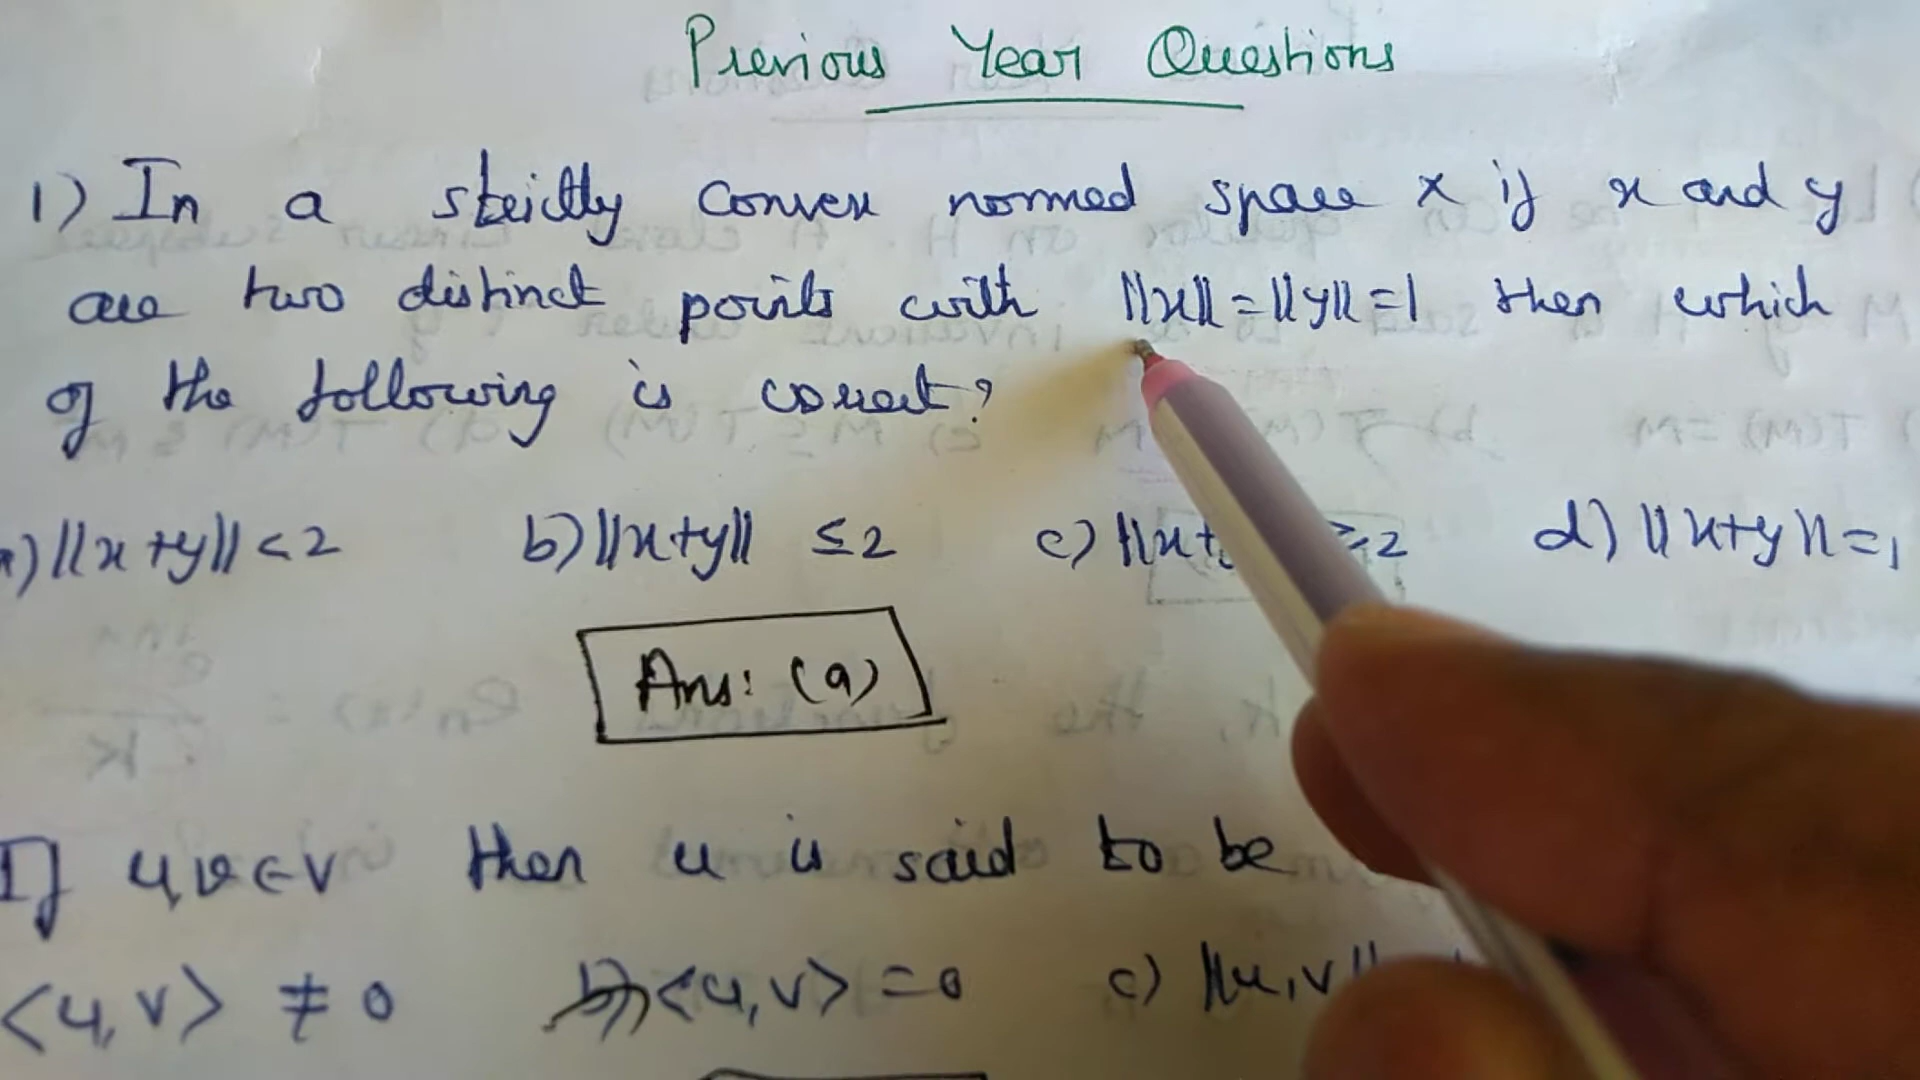 Previous Year Questions
1) In a strictly convex normed space X if x and y
are two distinct points with ||x|| = ||y|| = 1 then which
of the following is correct?
a) ||x+y|| < 2 b) ||x+y|| ≤ 2 c) ||x+ ≥2 d) ||x+y|| = 1
Ans: (a)
If u,v∈V then u is said to be
<u,v> ≠ 0 b) <u,v> = 0 c) ||u,v||